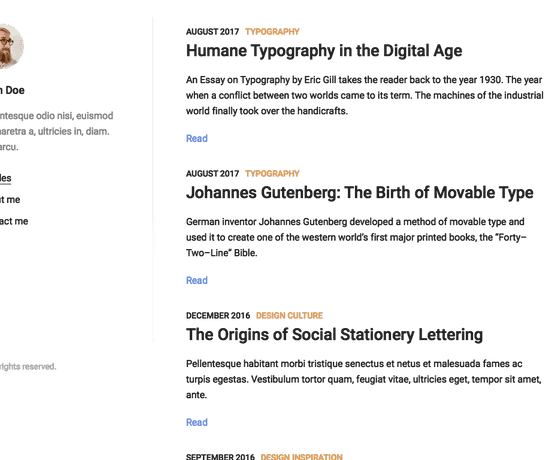 n Doe
ntesque odio nisi, euismod
haretra a, ultricies in, diam.
arcu.
les
ut me
act me
rights reserved.
AUGUST 2017 TYPOGRAPHY
Humane Typography in the Digital Age
An Essay on Typography by Eric Gill takes the reader back to the year 1930. The year
when a conflict between two worlds came to its term. The machines of the industrial
world finally took over the handicrafts.
Read
AUGUST 2017 TYPOGRAPHY
Johannes Gutenberg: The Birth of Movable Type
German inventor Johannes Gutenberg developed a method of movable type and
used it to create one of the western world's first major printed books, the “Forty–
Two–Line” Bible.
Read
DECEMBER 2016 DESIGN CULTURE
The Origins of Social Stationery Lettering
Pellentesque habitant morbi tristique senectus et netus et malesuada fames ac
turpis egestas. Vestibulum tortor quam, feugiat vitae, ultricies eget, tempor sit amet,
ante.
Read
SEPTEMBER 2016 DESIGN INSPIRATION